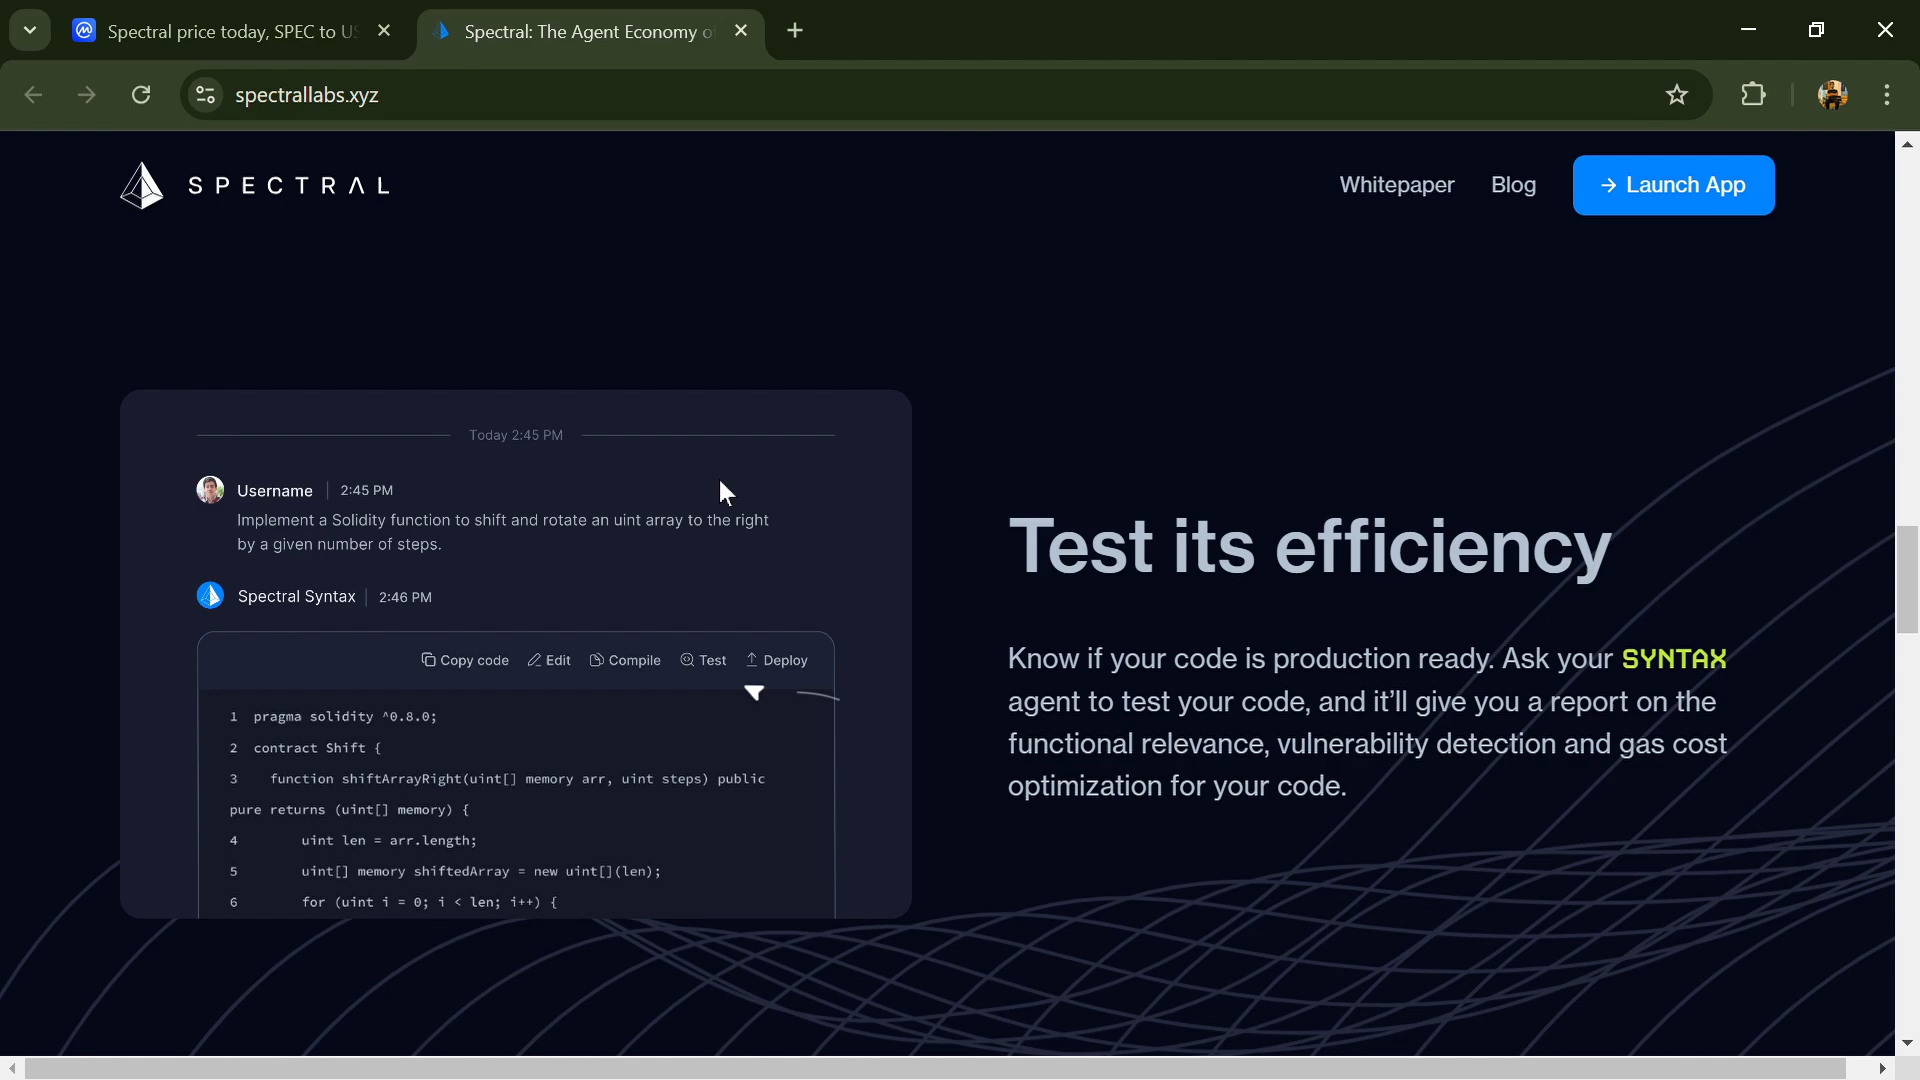 Spectral price today, SPEC to US
Spectral: The Agent Economy o
spectrallabs.xyz
SPECTRAL
Whitepaper
Blog
→ Launch App
Today 2:45 PM
Username | 2:45 PM
Implement a Solidity function to shift and rotate an uint array to the right
by a given number of steps.
Spectral Syntax | 2:46 PM
Copy code Edit Compile Test Deploy
1 pragma solidity ^0.8.0;
2 contract Shift {
3 function shiftArrayRight(uint[] memory arr, uint steps) public
pure returns (uint[] memory) {
4 uint len = arr.length;
5 uint[] memory shiftedArray = new uint[](len);
6 for (uint i = 0; i < len; i++) {
Test its efficiency
Know if your code is production ready. Ask your SYNTAX
agent to test your code, and it’ll give you a report on the
functional relevance, vulnerability detection and gas cost
optimization for your code.